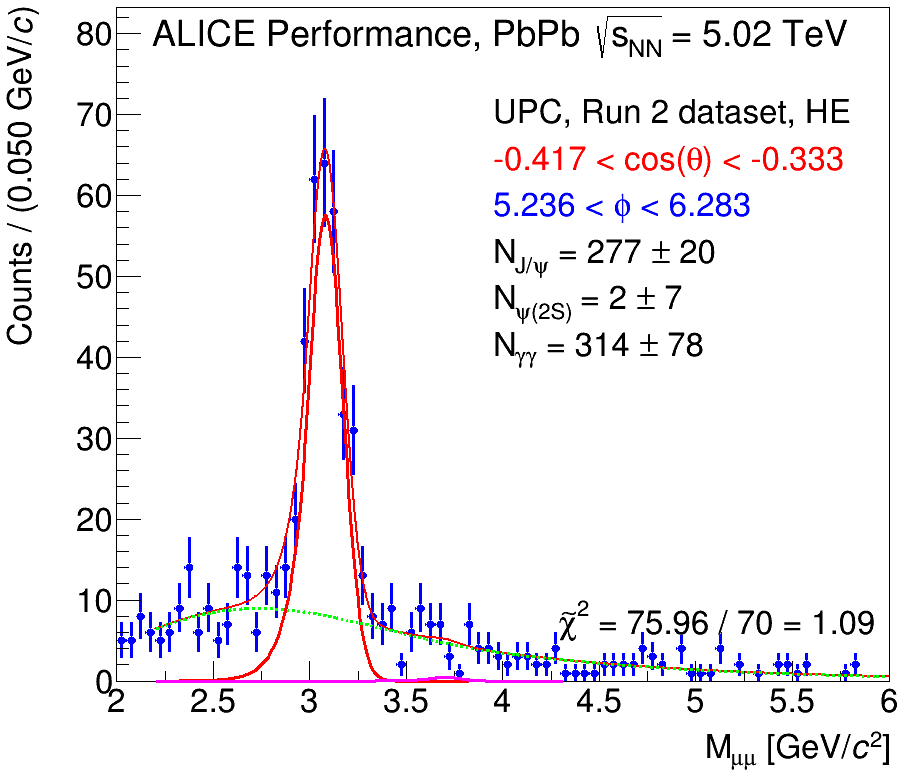 ALICE Performance, PbPb √s_NN = 5.02 TeV
UPC, Run 2 dataset, HE
-0.417 < cos(θ) < -0.333
5.236 < ϕ < 6.283
N_J/ψ = 277 ± 20
N_ψ(2S) = 2 ± 7
N_γγ = 314 ± 78
χ̃² = 75.96 / 70 = 1.09
Counts / (0.050 GeV/c)
80
70
60
50
40
30
20
10
0
2 2.5 3 3.5 4 4.5 5 5.5 6
M_μμ [GeV/c²]